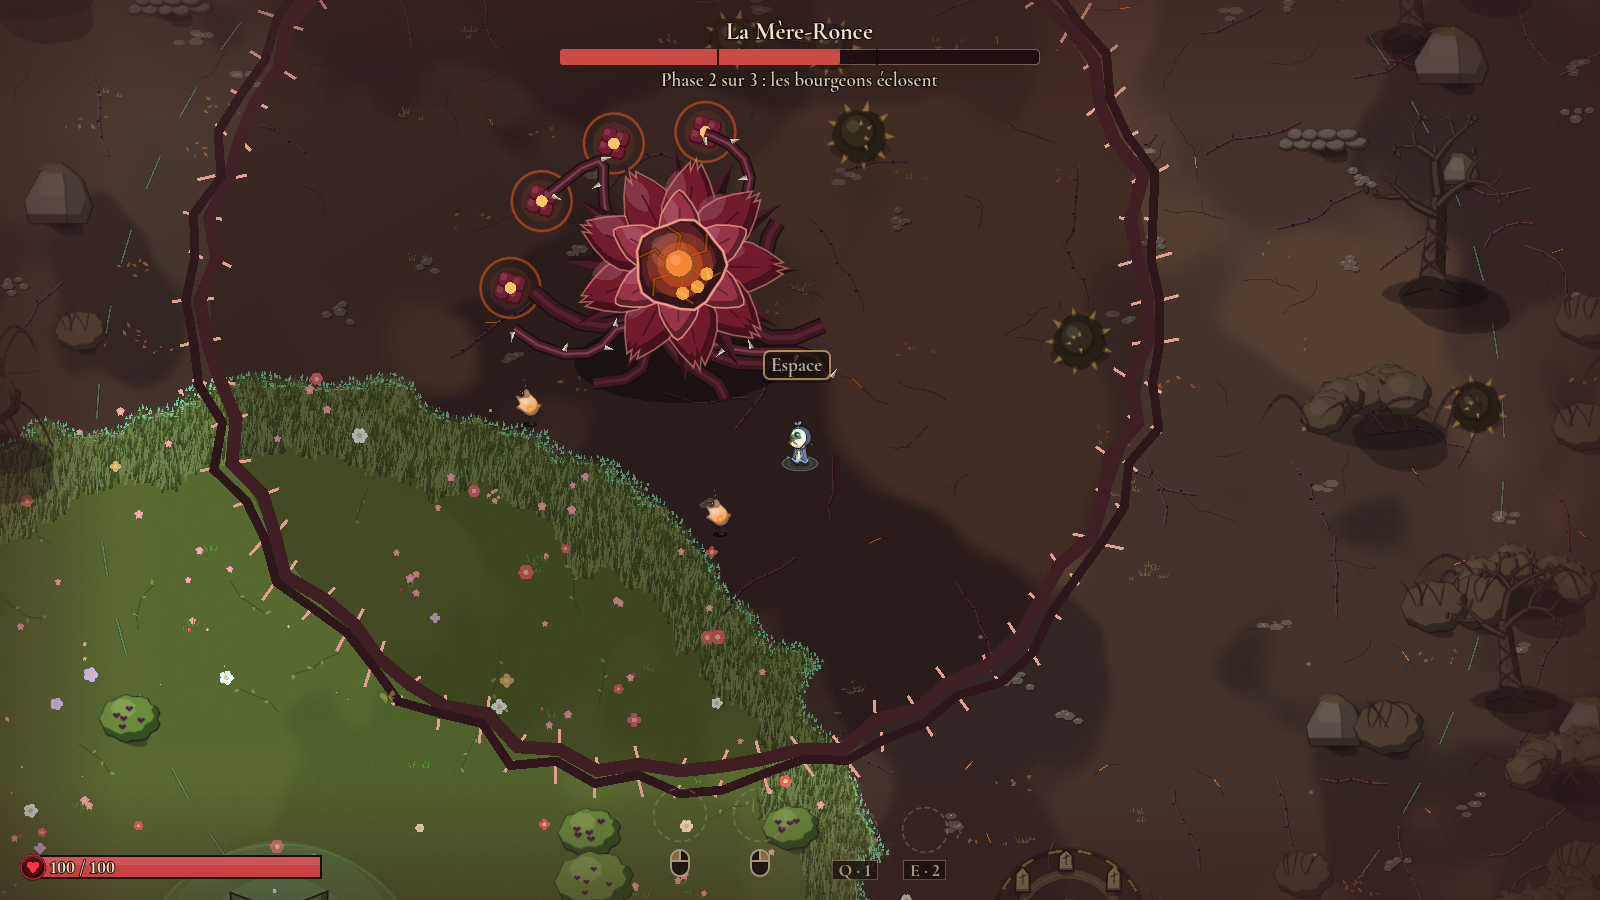 La Mère-Ronce
Phase 2 sur 3 : les bourgeons éclosent
Espace
100 / 100
Q · 1
E · 2